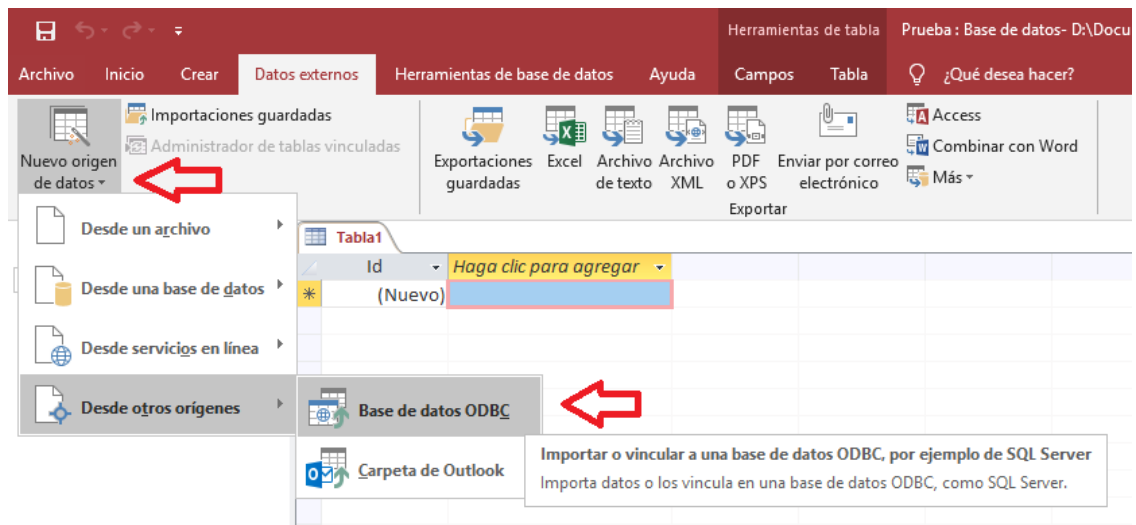 Herramientas de tabla
Prueba : Base de datos- D:\Docu
Archivo Inicio Crear Datos externos Herramientas de base de datos Ayuda Campos Tabla ¿Qué desea hacer?
Nuevo origen
de datos
Importaciones guardadas
Administrador de tablas vinculadas
Exportaciones
guardadas
Excel
Archivo
de texto
Archivo
XML
PDF
o XPS
Enviar por correo
electrónico
Access
Combinar con Word
Más
Exportar
Desde un archivo
Desde una base de datos
Desde servicios en línea
Desde otros orígenes
Tabla1
Id Haga clic para agregar
(Nuevo)
Base de datos ODBC
Carpeta de Outlook
Importar o vincular a una base de datos ODBC, por ejemplo de SQL Server
Importa datos o los vincula en una base de datos ODBC, como SQL Server.